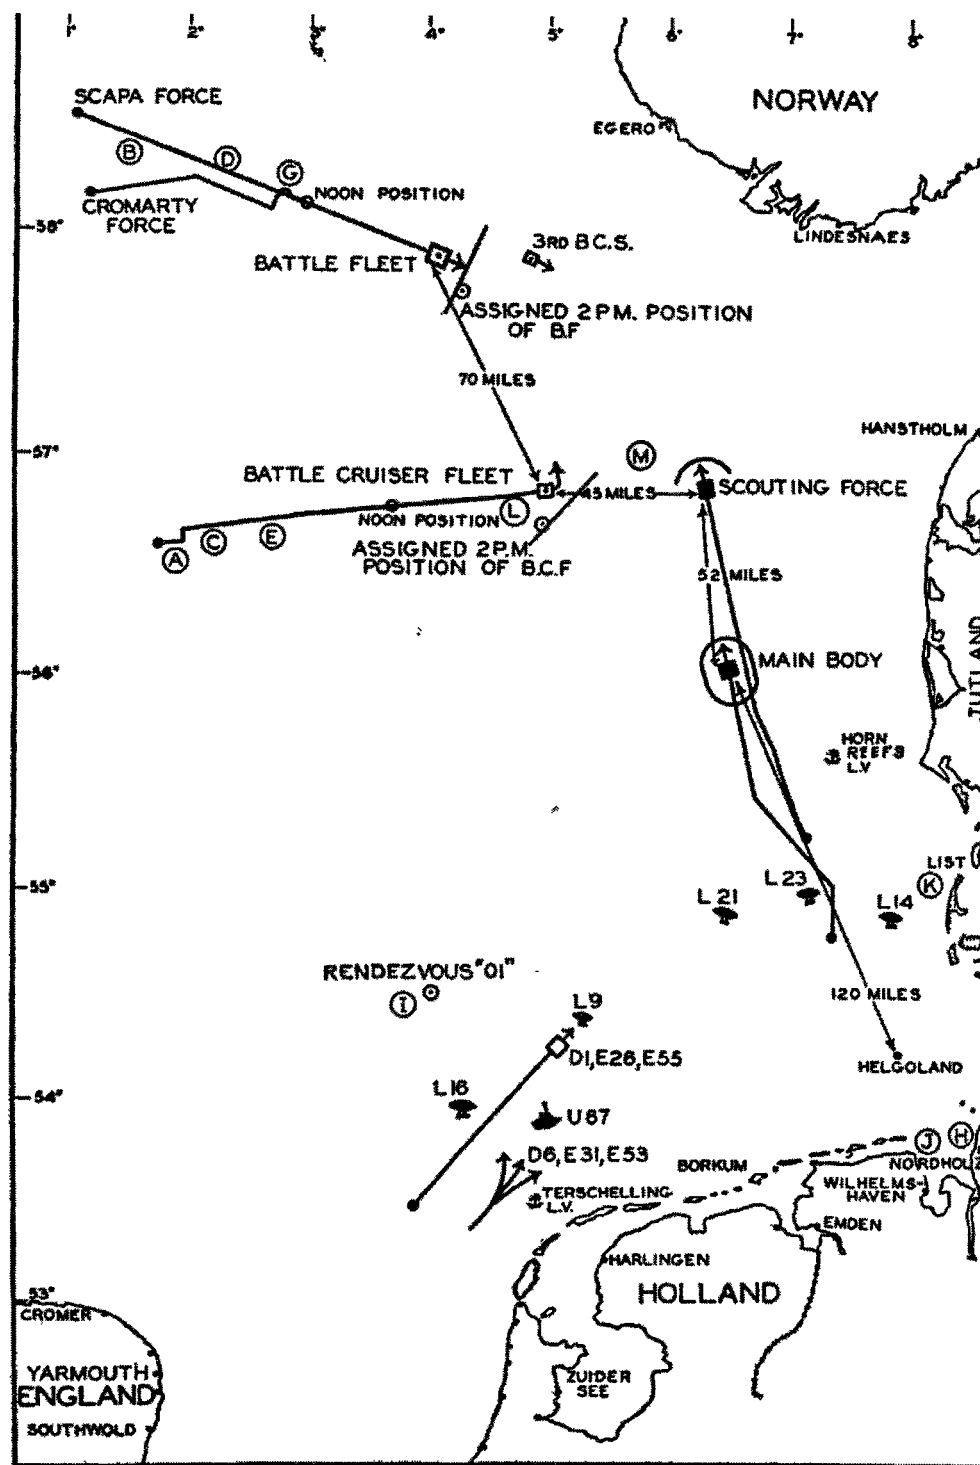 1° 2° 3° 4° 5° 6° 7° 8°
SCAPA FORCE
NORWAY
EGERO
B
D
G
NOON POSITION
CROMARTY
FORCE
58°
LINDESNAES
3RD B.C.S.
BATTLE FLEET
ASSIGNED 2 P.M. POSITION
OF B.F
70 MILES
HANSTHOLM
57°
M
BATTLE CRUISER FLEET
45 MILES
SCOUTING FORCE
NOON POSITION
L
A
C
E
ASSIGNED 2 P.M.
POSITION OF B.C.F
52 MILES
JUTLAND
56°
MAIN BODY
HORN
REEFS
L.V
LIST
K
55°
L 23
L 21
L 14
RENDEZVOUS "01"
I
120 MILES
L 9
D1, E26, E55
HELGOLAND
54°
L 16
U67
J
H
D6, E31, E53
BORKUM
NORDHOLZ
WILHELMS-
HAVEN
TERSCHELLING
L.V.
EMDEN
HARLINGEN
53°
HOLLAND
CROMER
YARMOUTH
ENGLAND
ZUIDER
SEE
SOUTHWOLD